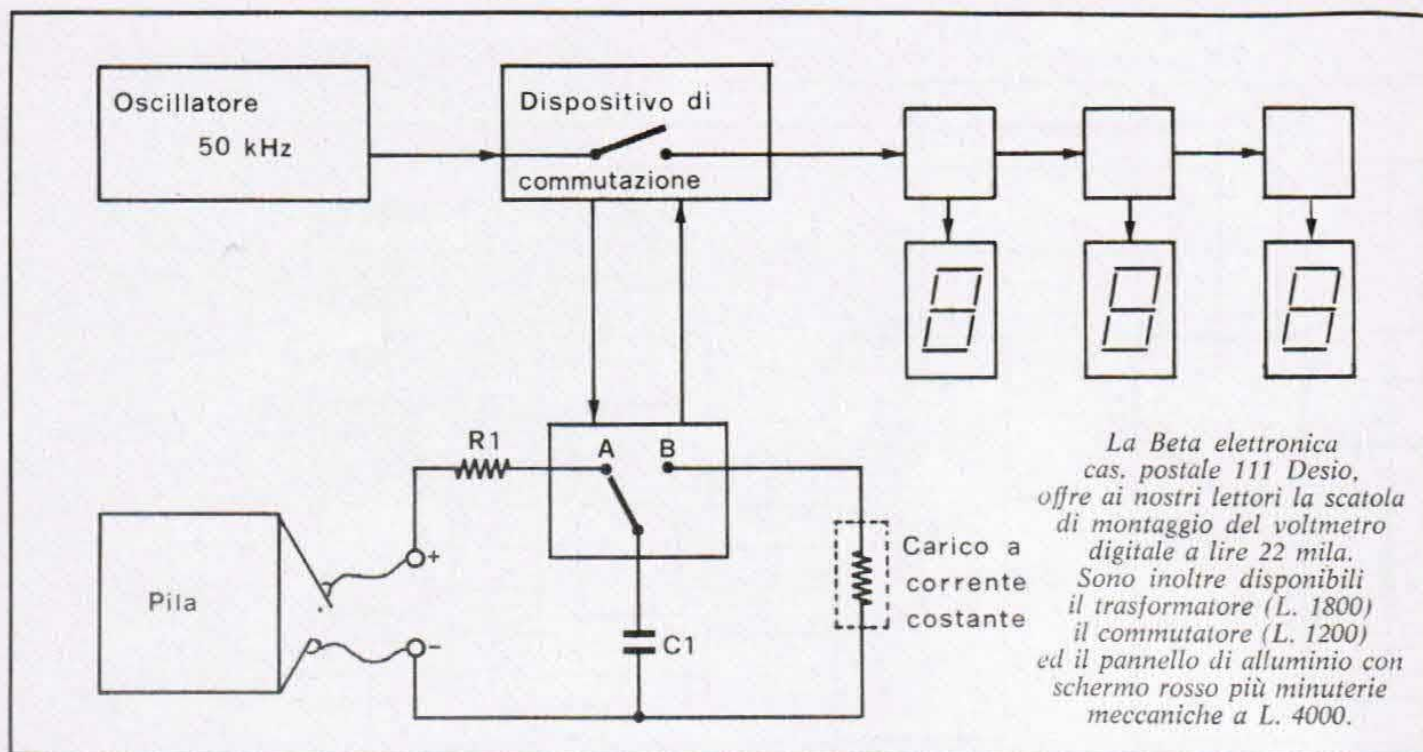 Oscillatore
50 kHz
Dispositivo di
commutazione
R1
A
B
+
Pila
−
C1
Carico a
corrente
costante
La Beta elettronica
cas. postale 111 Desio,
offre ai nostri lettori la scatola
di montaggio del voltmetro
digitale a lire 22 mila.
Sono inoltre disponibili
il trasformatore (L. 1800)
il commutatore (L. 1200)
ed il pannello di alluminio con
schermo rosso più minuterie
meccaniche a L. 4000.